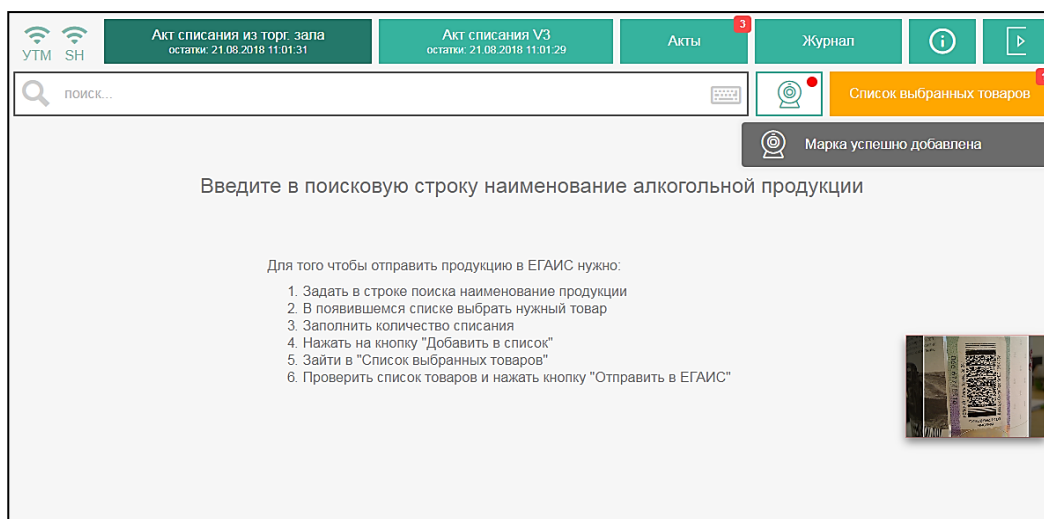 УТМ SH
Акт списания из торг. зала
остатки: 21.08.2018 11:01:31
Акт списания V3
остатки: 21.08.2018 11:01:29
Акты
3
Журнал
поиск...
Список выбранных товаров
Марка успешно добавлена
Введите в поисковую строку наименование алкогольной продукции
Для того чтобы отправить продукцию в ЕГАИС нужно:
1. Задать в строке поиска наименование продукции
2. В появившемся списке выбрать нужный товар
3. Заполнить количество списания
4. Нажать на кнопку "Добавить в список"
5. Зайти в "Список выбранных товаров"
6. Проверить список товаров и нажать кнопку "Отправить в ЕГАИС"